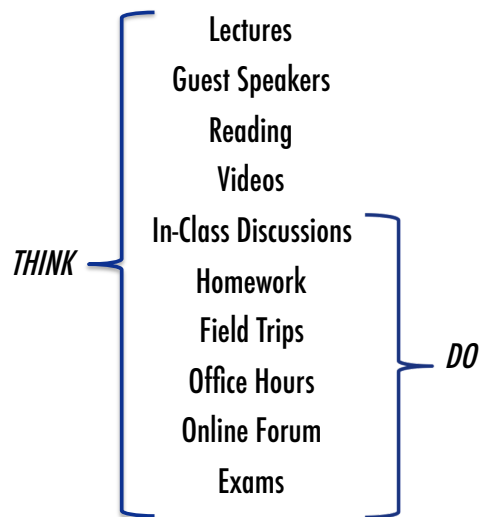 Lectures
Guest Speakers
Reading
Videos
In-Class Discussions
THINK
Homework
Field Trips
DO
Office Hours
Online Forum
Exams